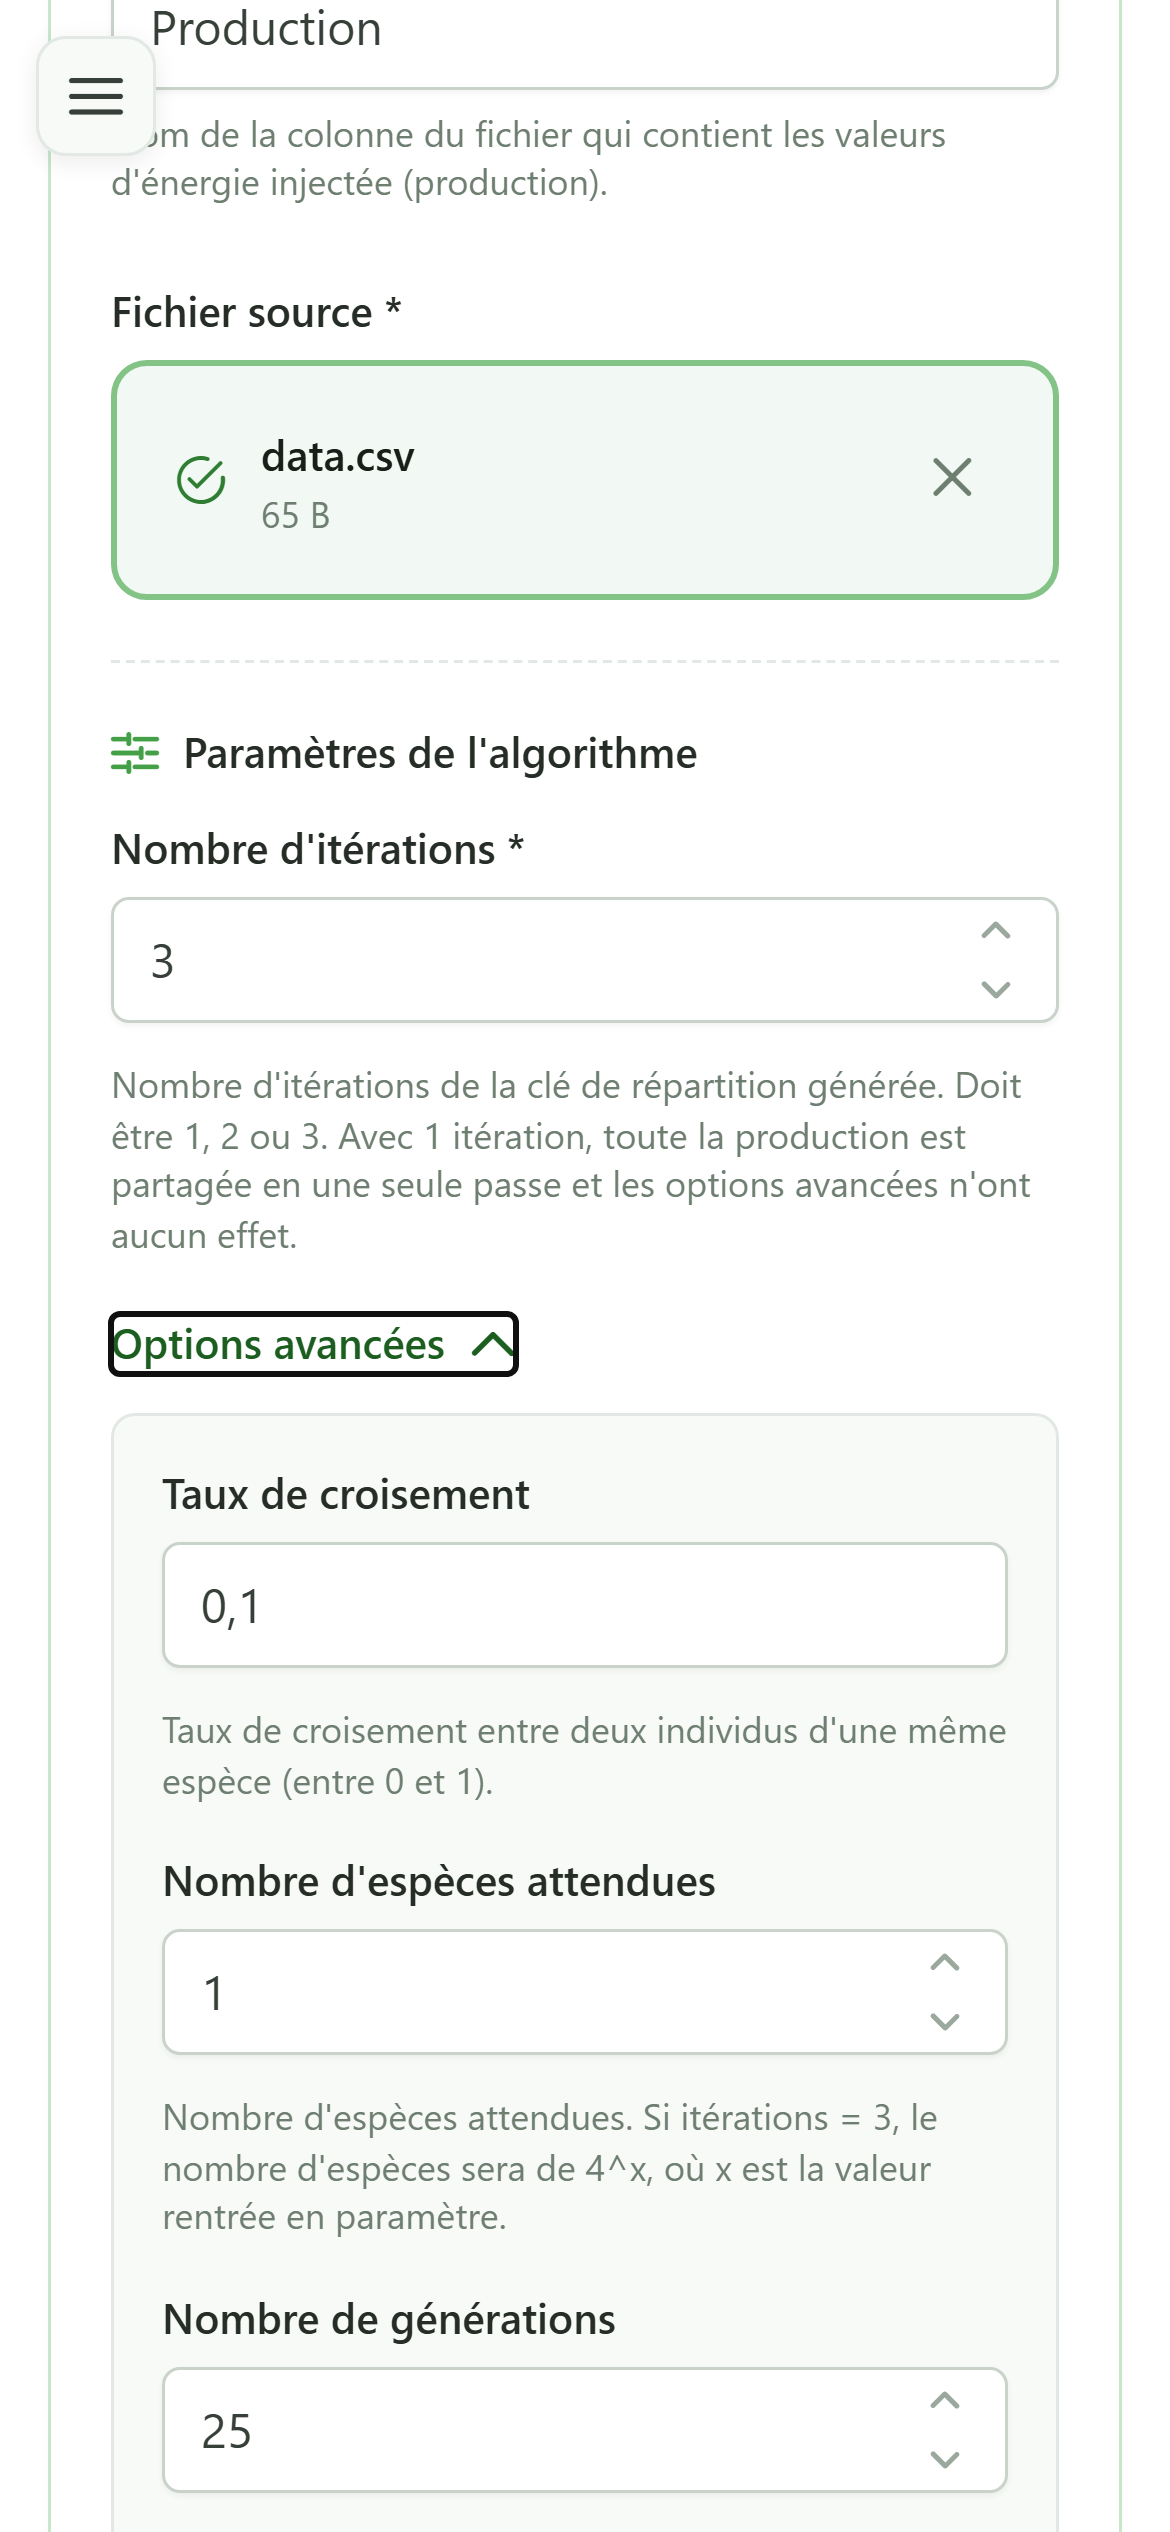 Production
om de la colonne du fichier qui contient les valeurs
d'énergie injectée (production).
Fichier source *
data.csv
65 B
Paramètres de l'algorithme
Nombre d'itérations *
3
Nombre d'itérations de la clé de répartition générée. Doit
être 1, 2 ou 3. Avec 1 itération, toute la production est
partagée en une seule passe et les options avancées n'ont
aucun effet.
Options avancées
Taux de croisement
0,1
Taux de croisement entre deux individus d'une même
espèce (entre 0 et 1).
Nombre d'espèces attendues
1
Nombre d'espèces attendues. Si itérations = 3, le
nombre d'espèces sera de 4^x, où x est la valeur
rentrée en paramètre.
Nombre de générations
25